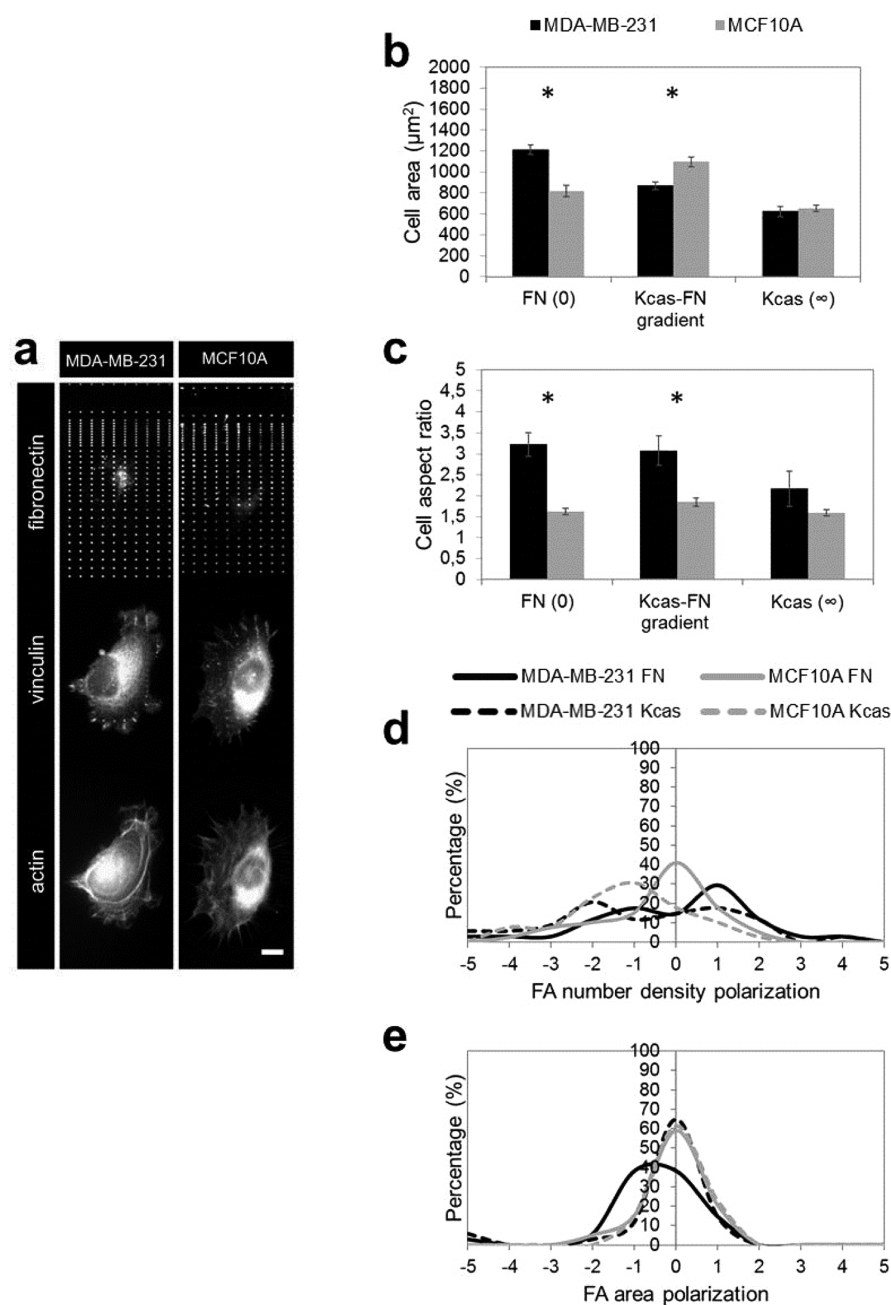 a
MDA-MB-231 MCF10A
fibronectin
vinculin
actin
b
MDA-MB-231 MCF10A
Cell area (µm²)
2000
1800
1600
1400
1200
1000
800
600
400
200
0
* *
FN (0) Kcas-FN gradient Kcas (∞)
c
Cell aspect ratio
5
4,5
4
3,5
3
2,5
2
1,5
1
0,5
0
* *
FN (0) Kcas-FN gradient Kcas (∞)
MDA-MB-231 FN MCF10A FN
MDA-MB-231 Kcas MCF10A Kcas
d
Percentage (%)
100
90
80
70
60
50
40
30
20
10
0
-5 -4 -3 -2 -1 0 1 2 3 4 5
FA number density polarization
e
Percentage (%)
100
90
80
70
60
50
40
30
20
10
0
-5 -4 -3 -2 -1 0 1 2 3 4 5
FA area polarization